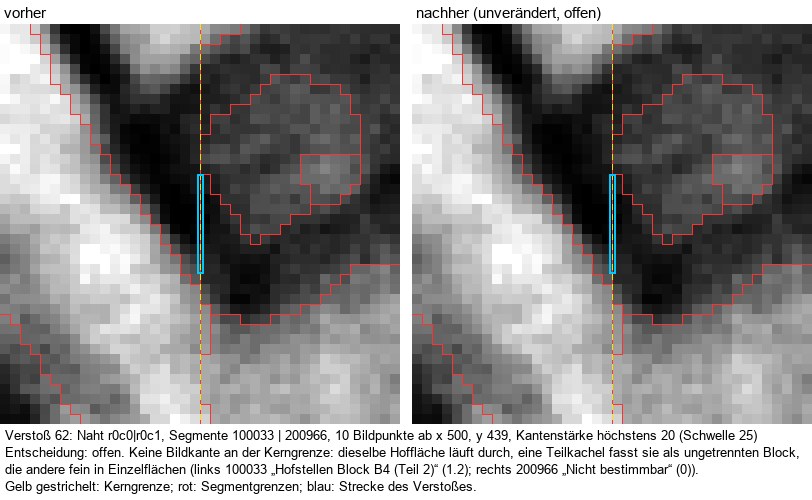 vorher
nachher (unverändert, offen)
Verstoß 62: Naht r0c0|r0c1, Segmente 100033 | 200966, 10 Bildpunkte ab x 500, y 439, Kantenstärke höchstens 20 (Schwelle 25)
Entscheidung: offen. Keine Bildkante an der Kerngrenze: dieselbe Hoffläche läuft durch, eine Teilkachel fasst sie als ungetrennten Block,
die andere fein in Einzelflächen (links 100033 „Hofstellen Block B4 (Teil 2)“ (1.2); rechts 200966 „Nicht bestimmbar“ (0)).
Gelb gestrichelt: Kerngrenze; rot: Segmentgrenzen; blau: Strecke des Verstoßes.